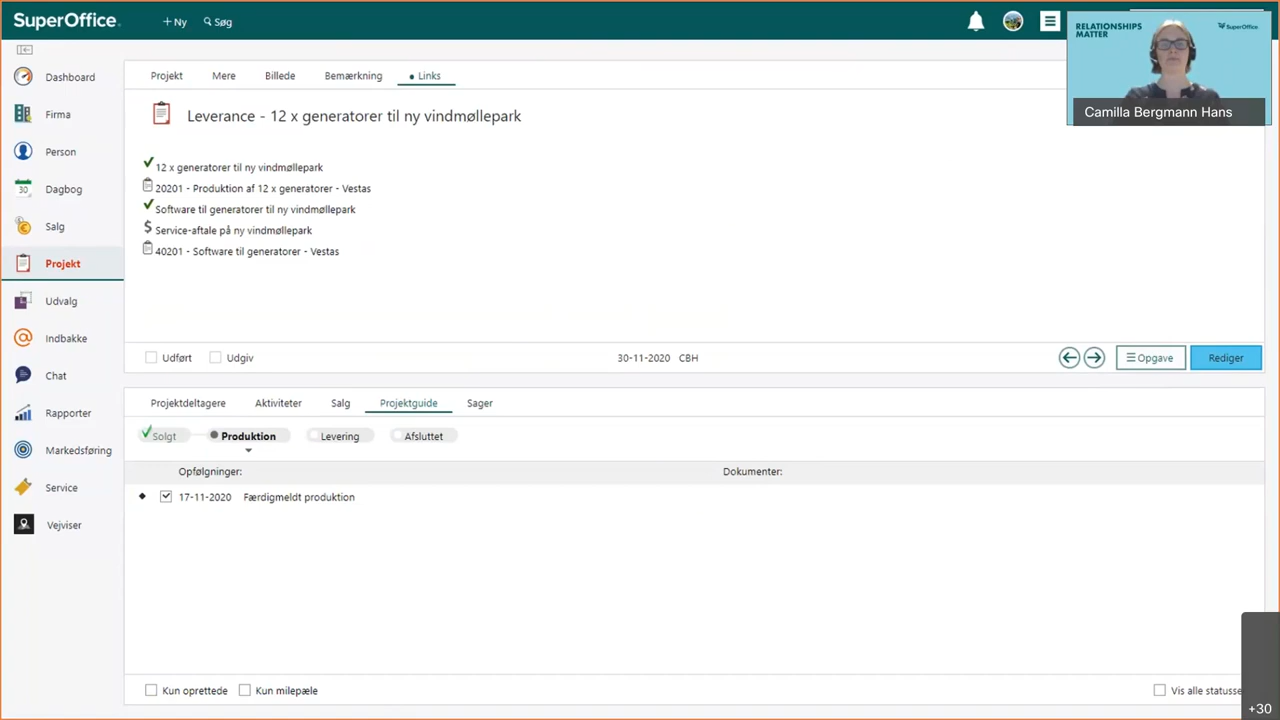 SuperOffice
+ Ny
Søg
RELATIONSHIPS
MATTER
SuperOffice
Camilla Bergmann Hans
Dashboard
Firma
Person
30
Dagbog
Salg
Projekt
Udvalg
Indbakke
Chat
Rapporter
Markedsføring
Service
Vejviser
Projekt
Mere
Billede
Bemærkning
Links
Leverance - 12 x generatorer til ny vindmøllepark
12 x generatorer til ny vindmøllepark
20201 - Produktion af 12 x generatorer - Vestas
Software til generatorer til ny vindmøllepark
$ Service-aftale på ny vindmøllepark
40201 - Software til generatorer - Vestas
Udført
Udgiv
30-11-2020 CBH
Opgave
Rediger
Projektdeltagere
Aktiviteter
Salg
Projektguide
Sager
Solgt
Produktion
Levering
Afsluttet
Opfølgninger:
Dokumenter:
17-11-2020 Færdigmeldt produktion
Kun oprettede
Kun milepæle
Vis alle statusse
+30